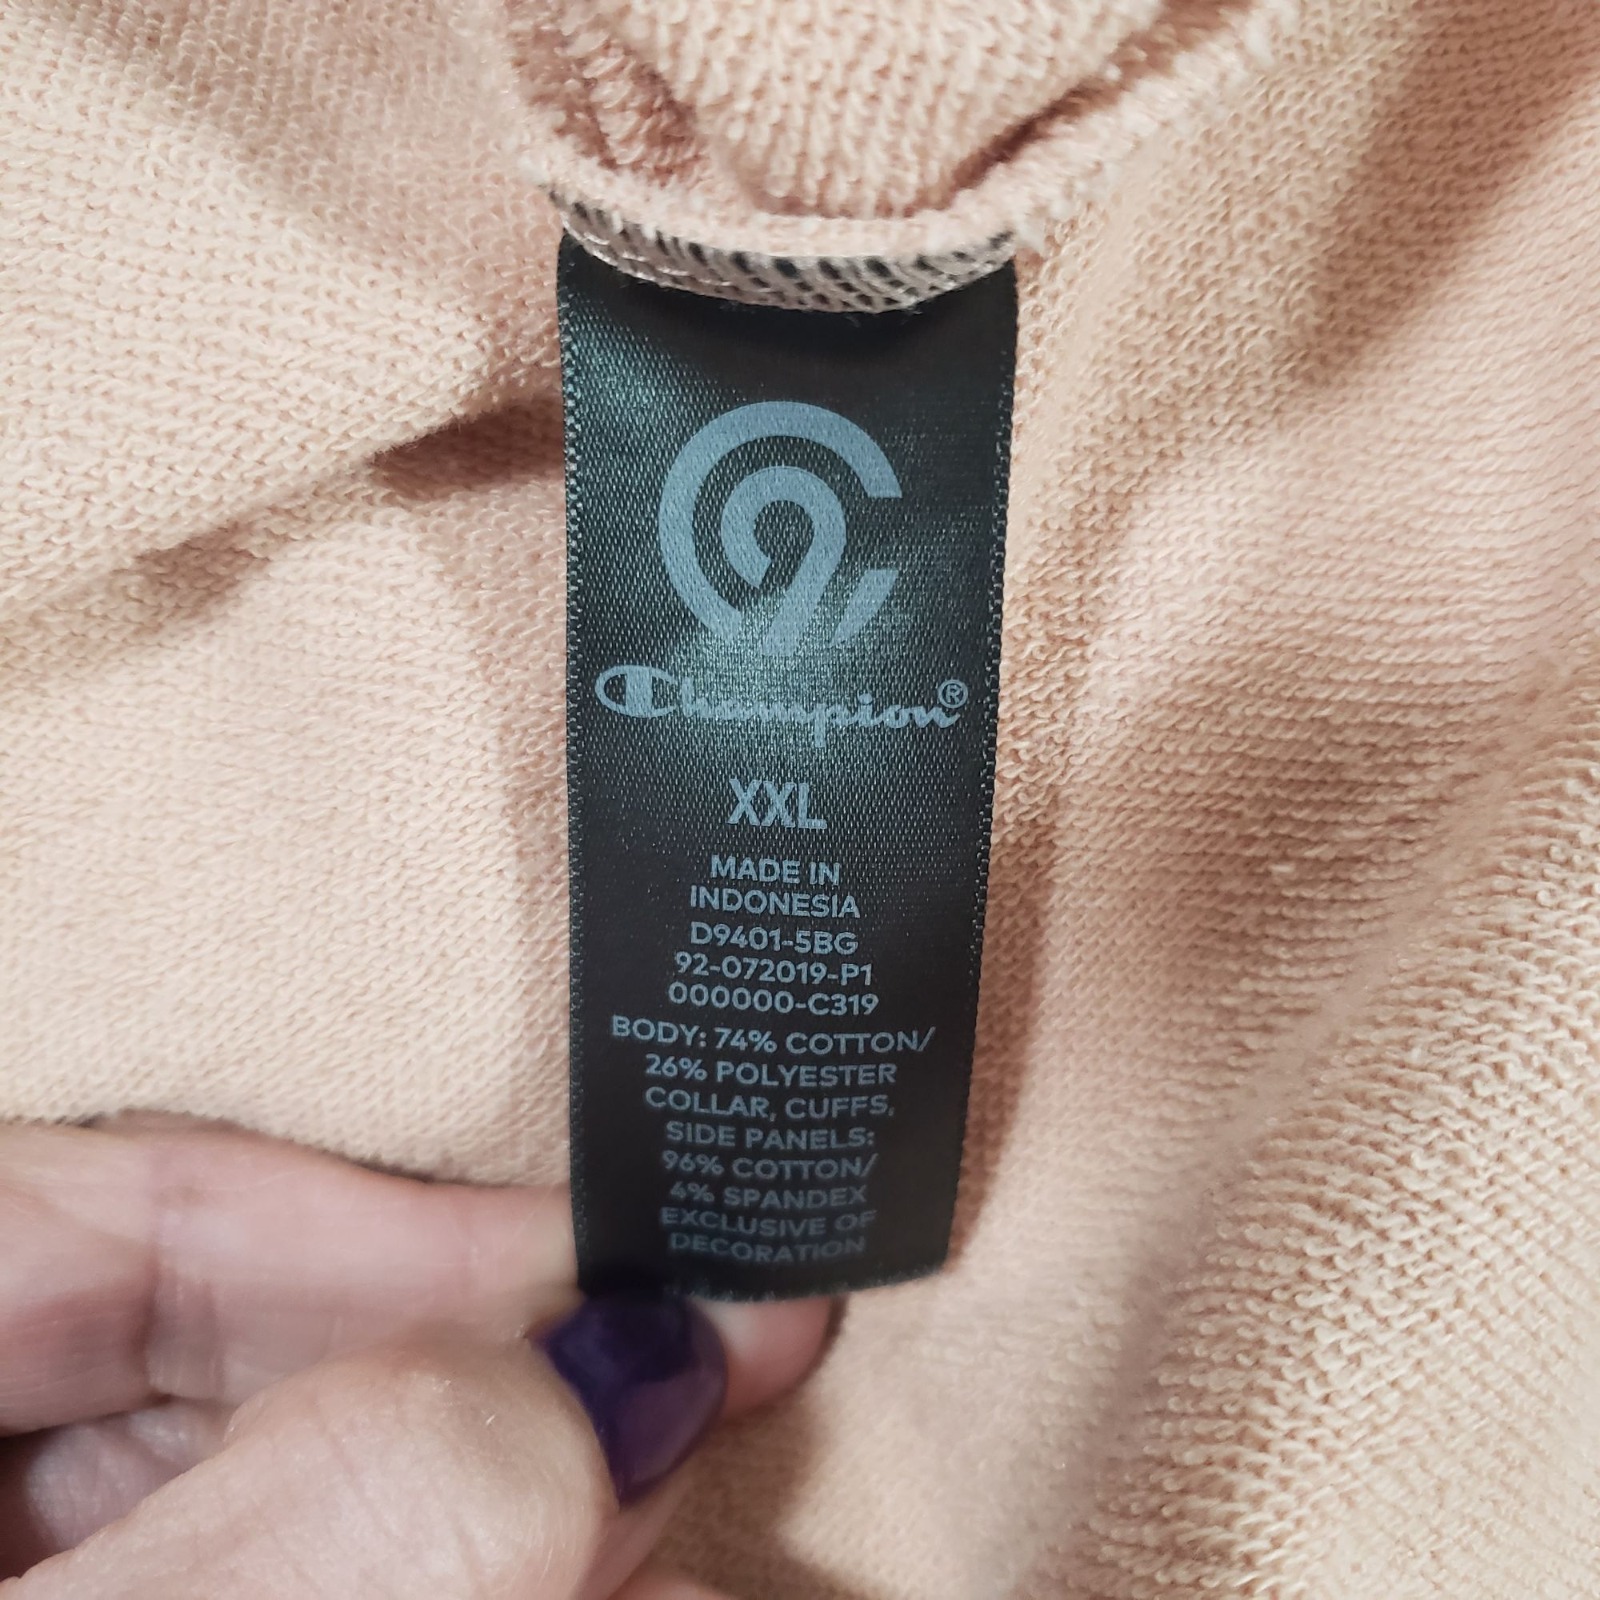 C9
Champion®
XXL
MADE IN
INDONESIA
D9401-5BG
92-072019-P1
000000-C319
BODY: 74% COTTON/
26% POLYESTER
COLLAR, CUFFS,
SIDE PANELS:
96% COTTON/
4% SPANDEX
EXCLUSIVE OF
DECORATION